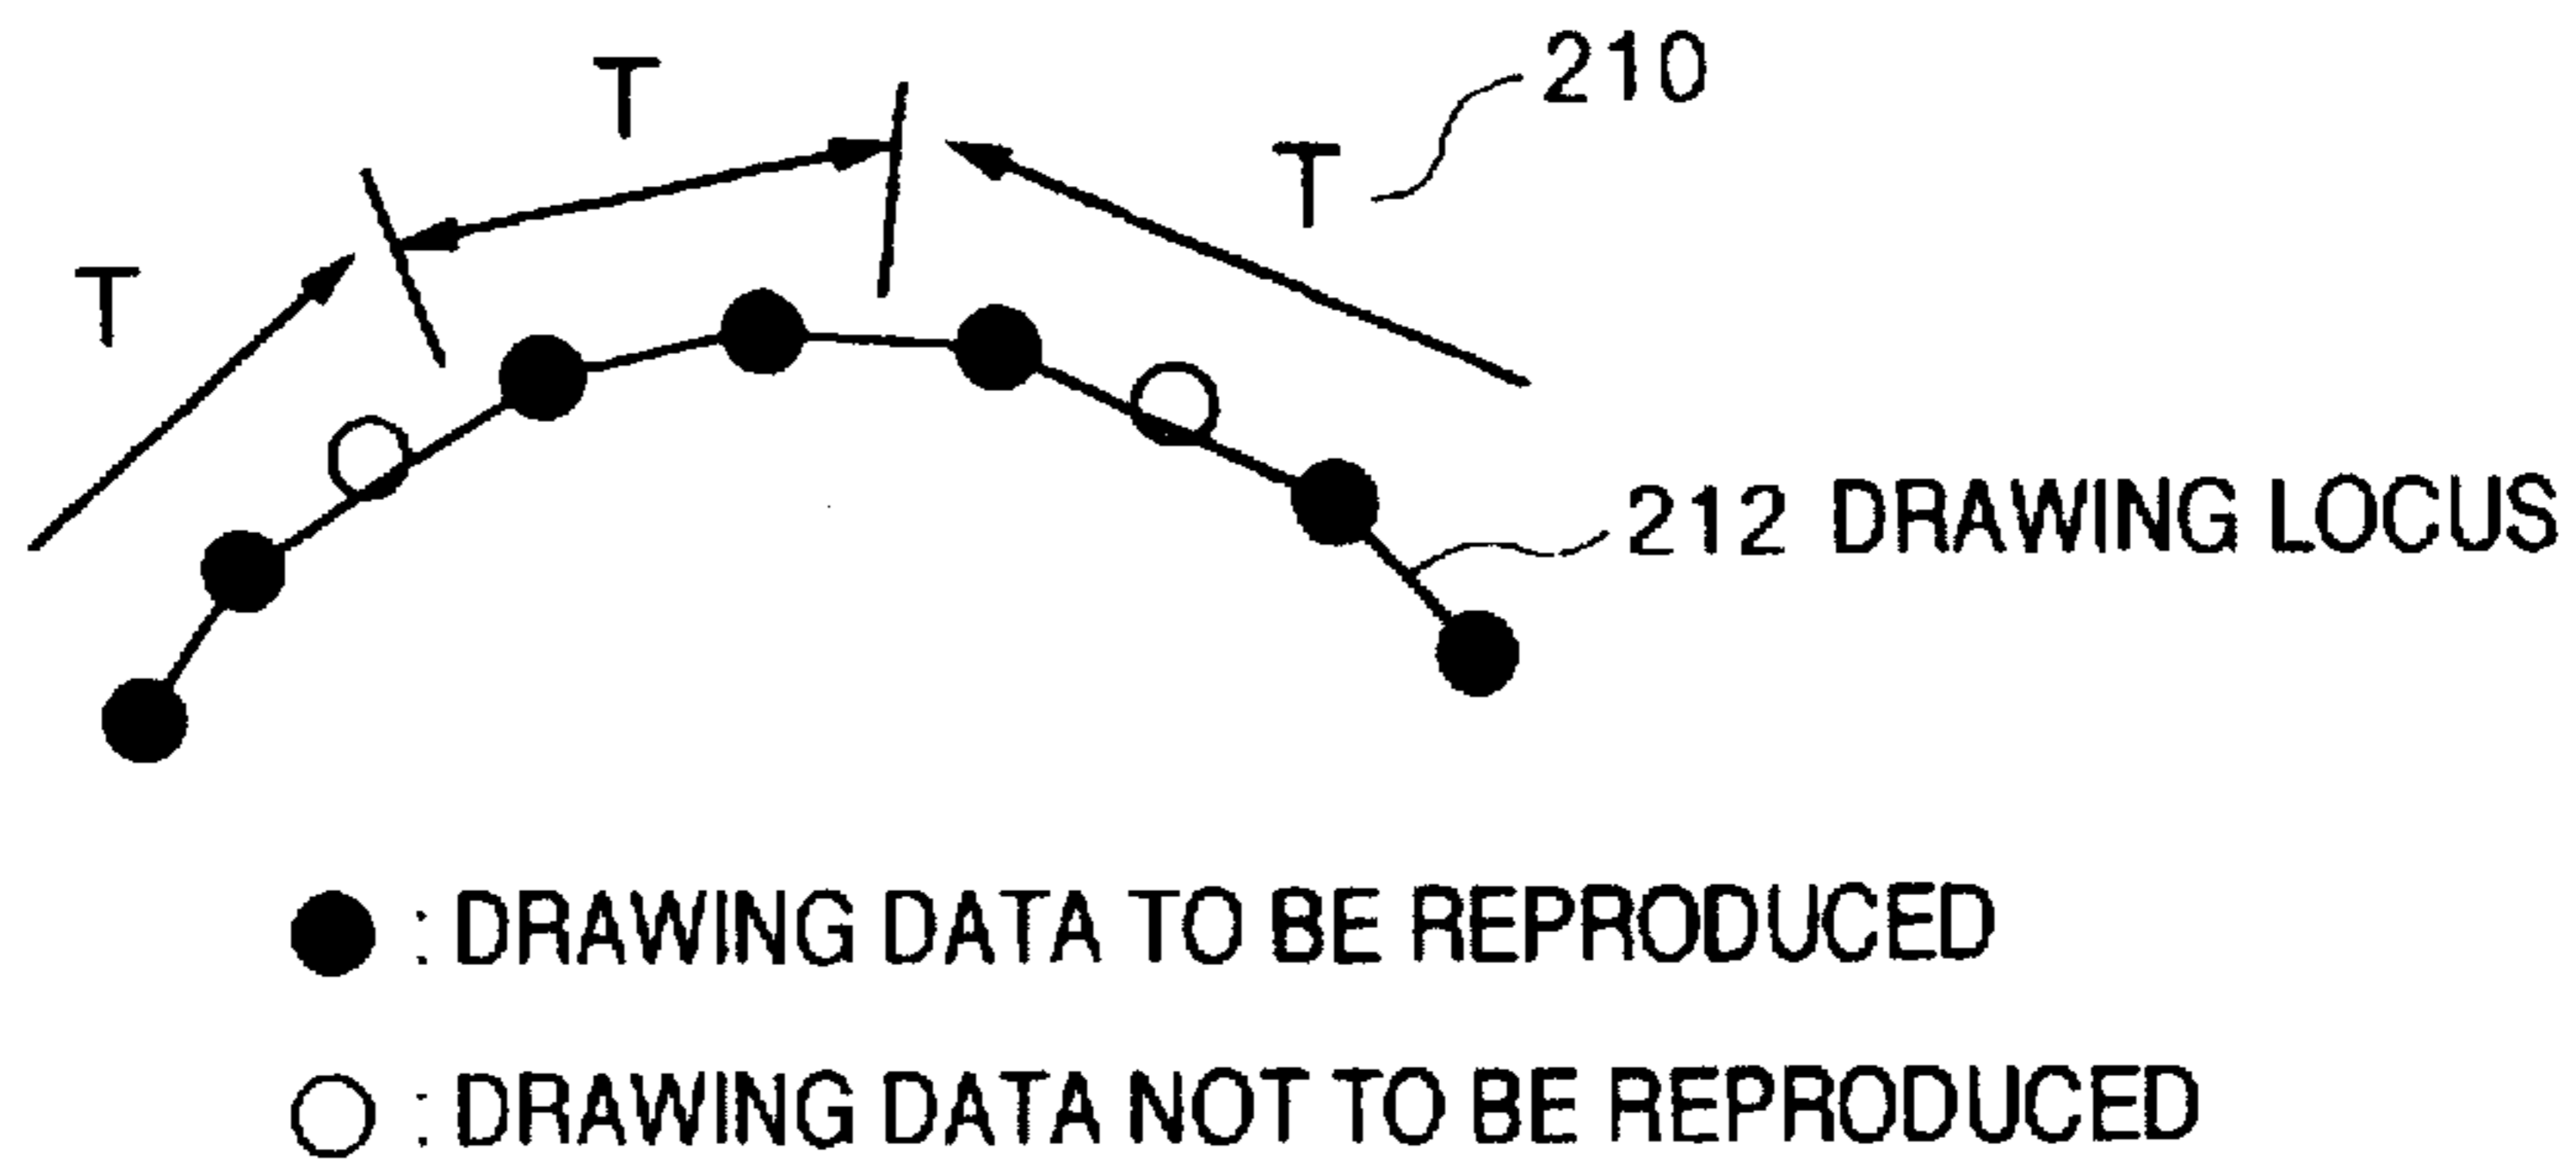 T
T
T
210
212 DRAWING LOCUS
: DRAWING DATA TO BE REPRODUCED
: DRAWING DATA NOT TO BE REPRODUCED